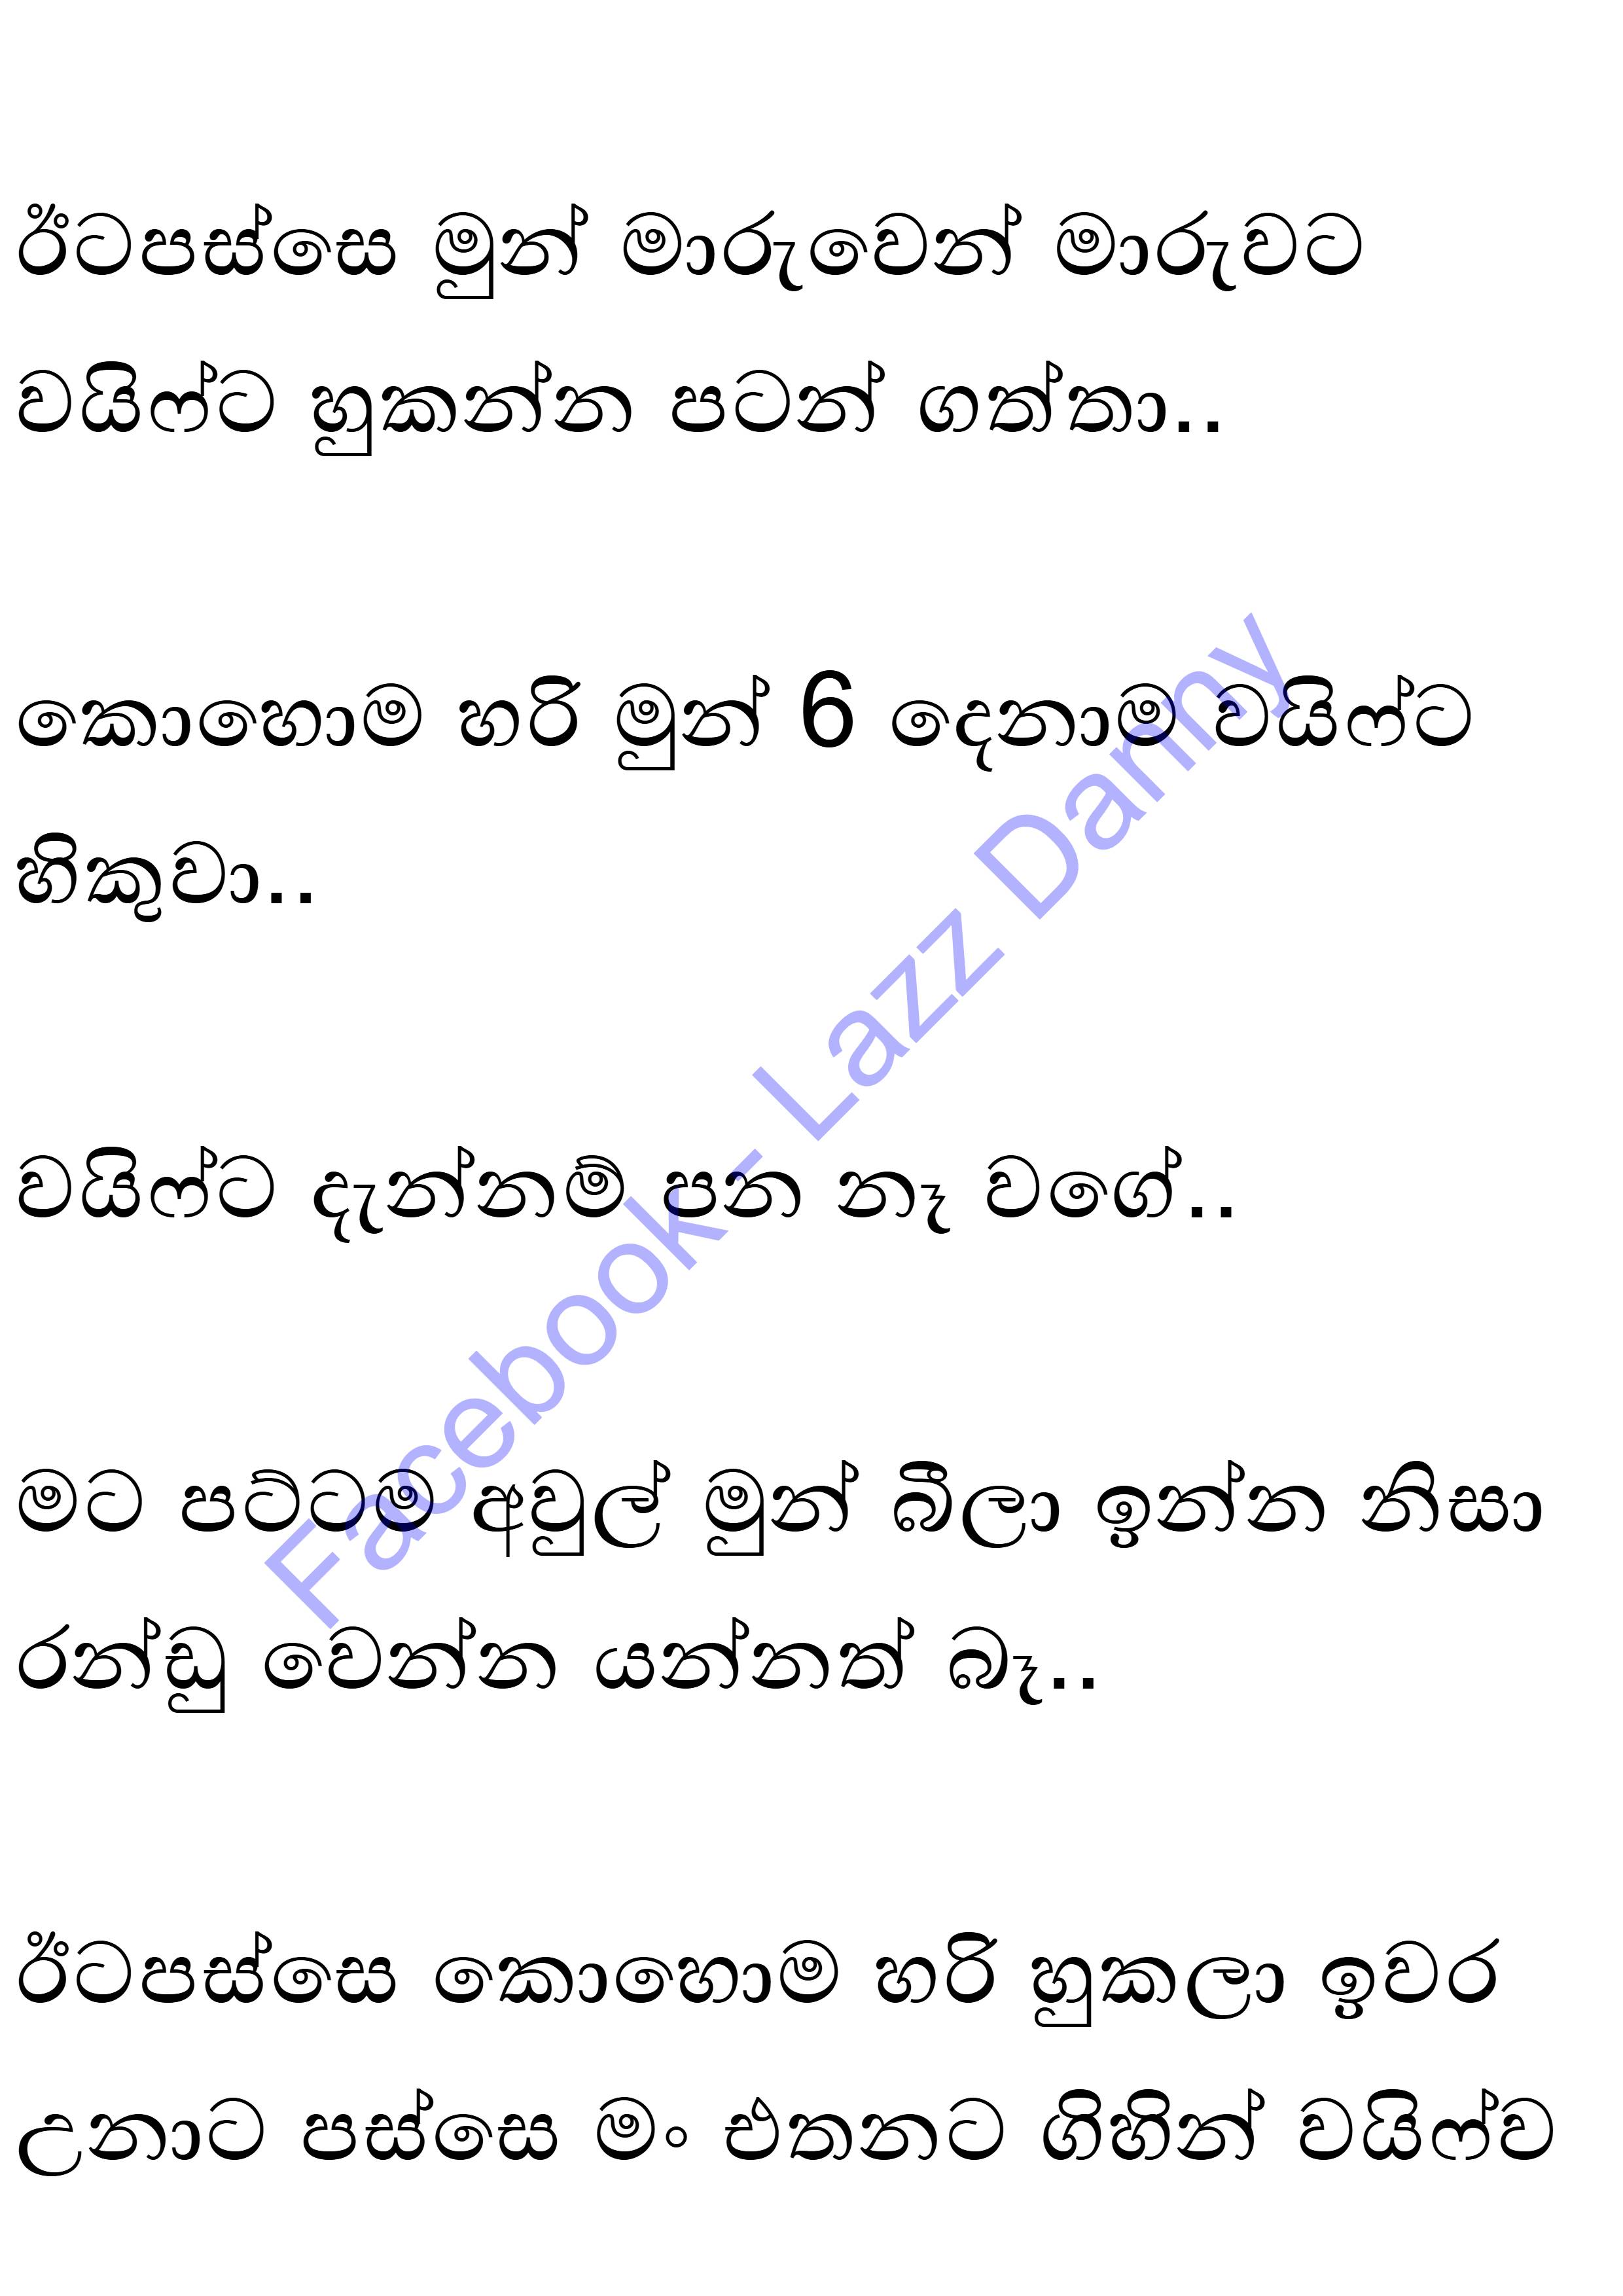 ඊටපස්සෙ මුන් මාරුවෙන් මාරුවට
වයිෆ්ට හුකන්න පටන් ගත්තා..
කොහොම හරි මුන් 6 දෙනාම වයිෆ්ට
හිකුවා..
වයිෆ්ට දැන්නම් පන නෑ වගේ..
මට පට්ටම අවුල් මුන් බීලා ඉන්න නිසා
රන්ඩු වෙන්න යන්නත් බෑ..
ඊටපස්සෙ කොහොම හරි හුකලා ඉවර
උනාට පස්සෙ මං එතනට ගිහින් වයිෆ්ව
Facebook- Lazz Danny